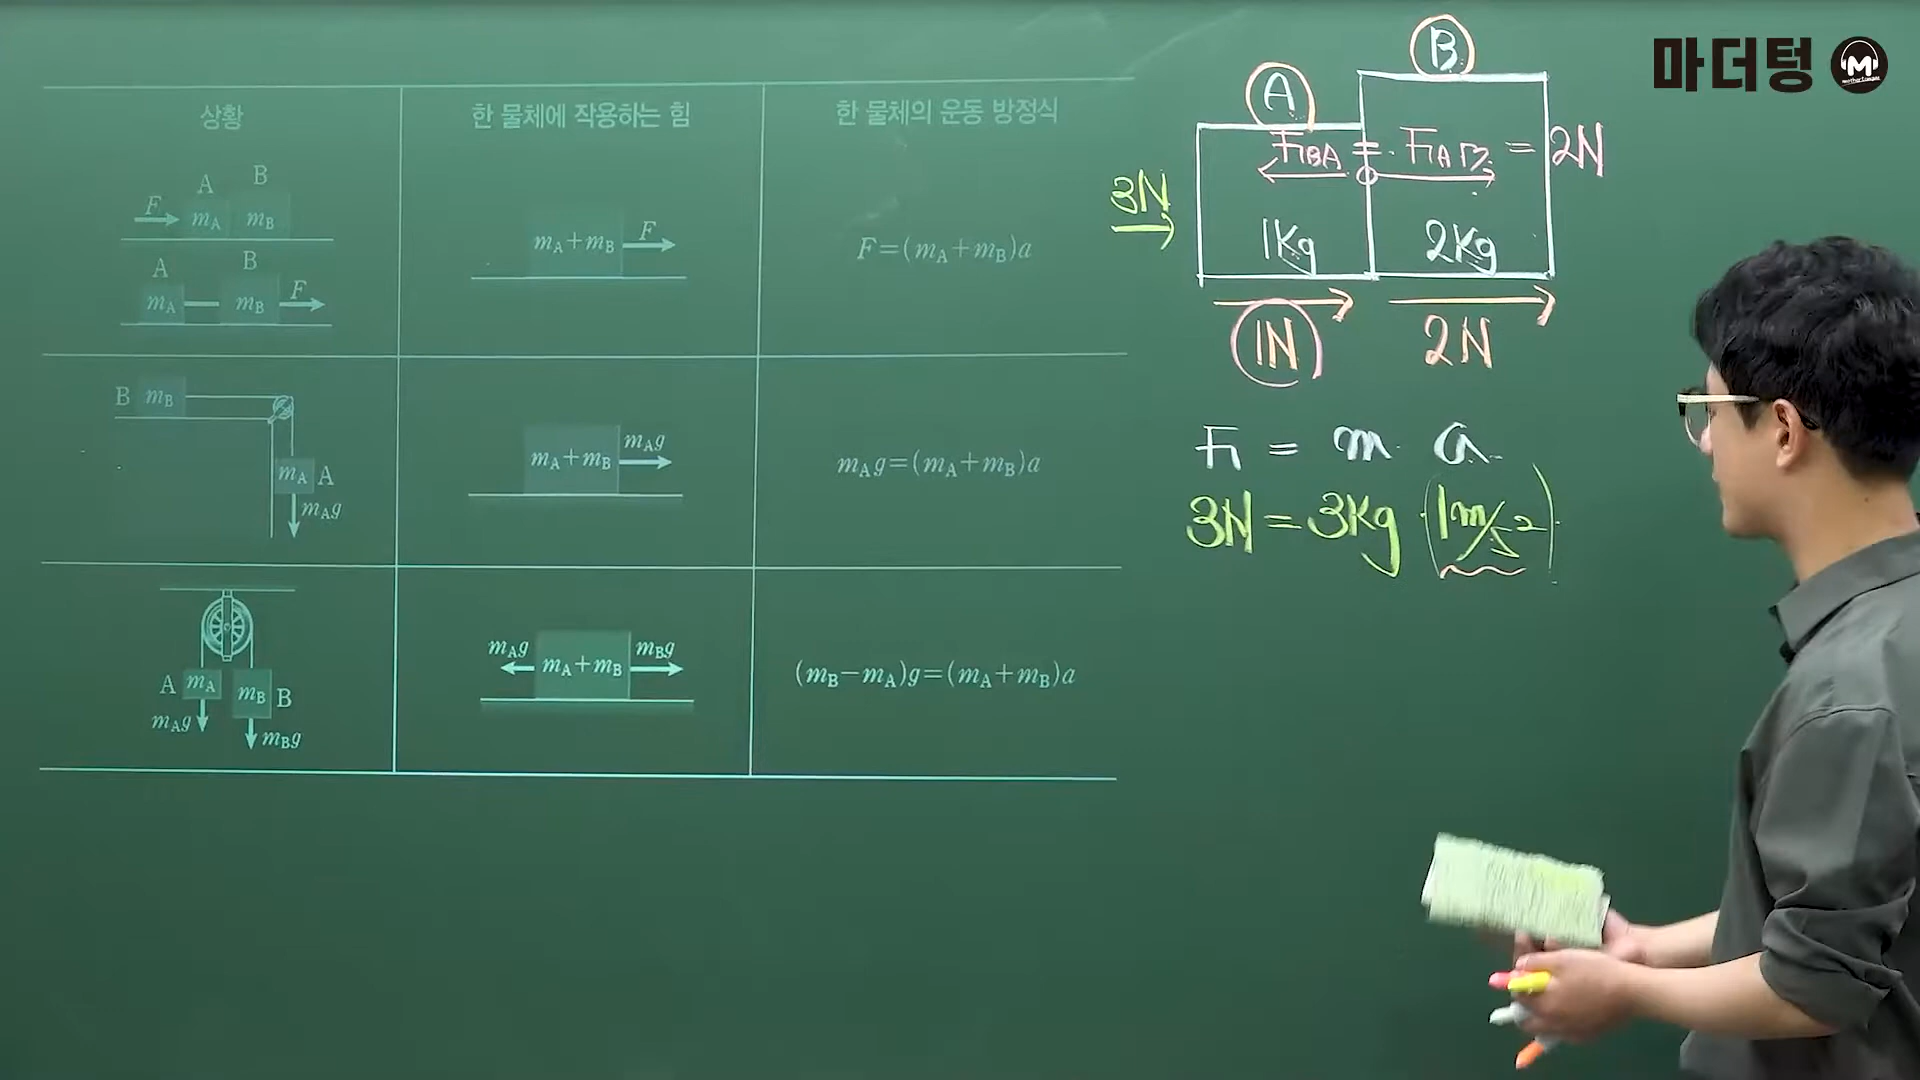 마더텅
상황
한 물체에 작용하는 힘
한 물체의 운동 방정식
A B
F mA mB
A B
mA mB F
mA+mB F
F=(mA+mB)a
B mB
mA A
mAg
mA+mB mAg
mAg=(mA+mB)a
A mA mB B
mAg
mBg
mAg mA+mB mBg
(mB−mA)g=(mA+mB)a
A B
FBA = FAB = 2N
3N
1Kg 2Kg
1N 2N
F = m a
3N = 3Kg (1m/s2)